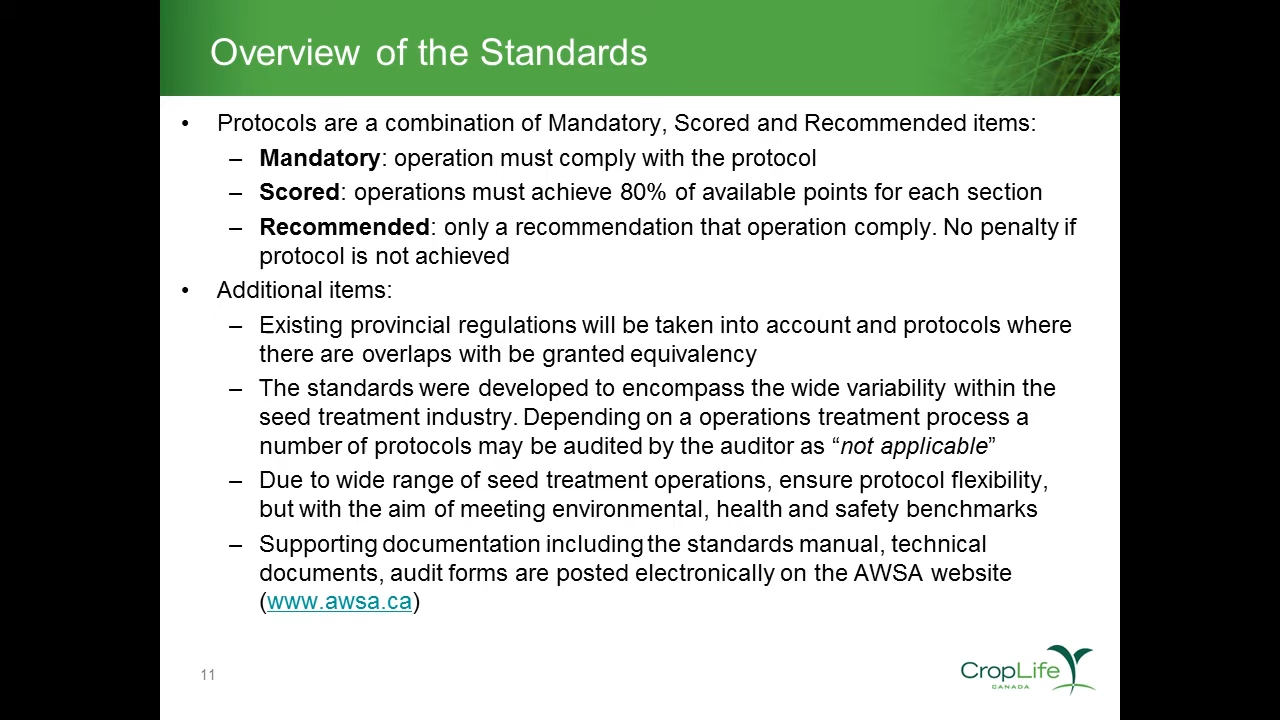 Overview of the Standards
• Protocols are a combination of Mandatory, Scored and Recommended items:
– Mandatory: operation must comply with the protocol
– Scored: operations must achieve 80% of available points for each section
– Recommended: only a recommendation that operation comply. No penalty if
protocol is not achieved
• Additional items:
– Existing provincial regulations will be taken into account and protocols where
there are overlaps with be granted equivalency
– The standards were developed to encompass the wide variability within the
seed treatment industry. Depending on a operations treatment process a
number of protocols may be audited by the auditor as “not applicable”
– Due to wide range of seed treatment operations, ensure protocol flexibility,
but with the aim of meeting environmental, health and safety benchmarks
– Supporting documentation including the standards manual, technical
documents, audit forms are posted electronically on the AWSA website
(www.awsa.ca)
11
CropLife
CANADA